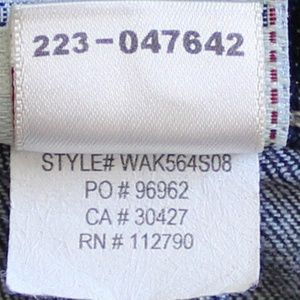 223-047642
STYLE# WAK564S08
PO # 96962
CA # 30427
RN # 112790